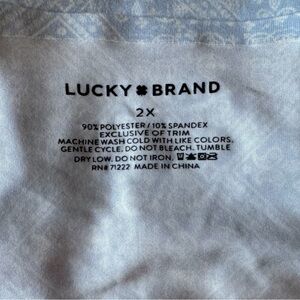 LUCKY BRAND
2X
90% POLYESTER / 10% SPANDEX
EXCLUSIVE OF TRIM
MACHINE WASH COLD WITH LIKE COLORS,
GENTLE CYCLE, DO NOT BLEACH. TUMBLE
DRY LOW. DO NOT IRON.
RN# 71222 MADE IN CHINA